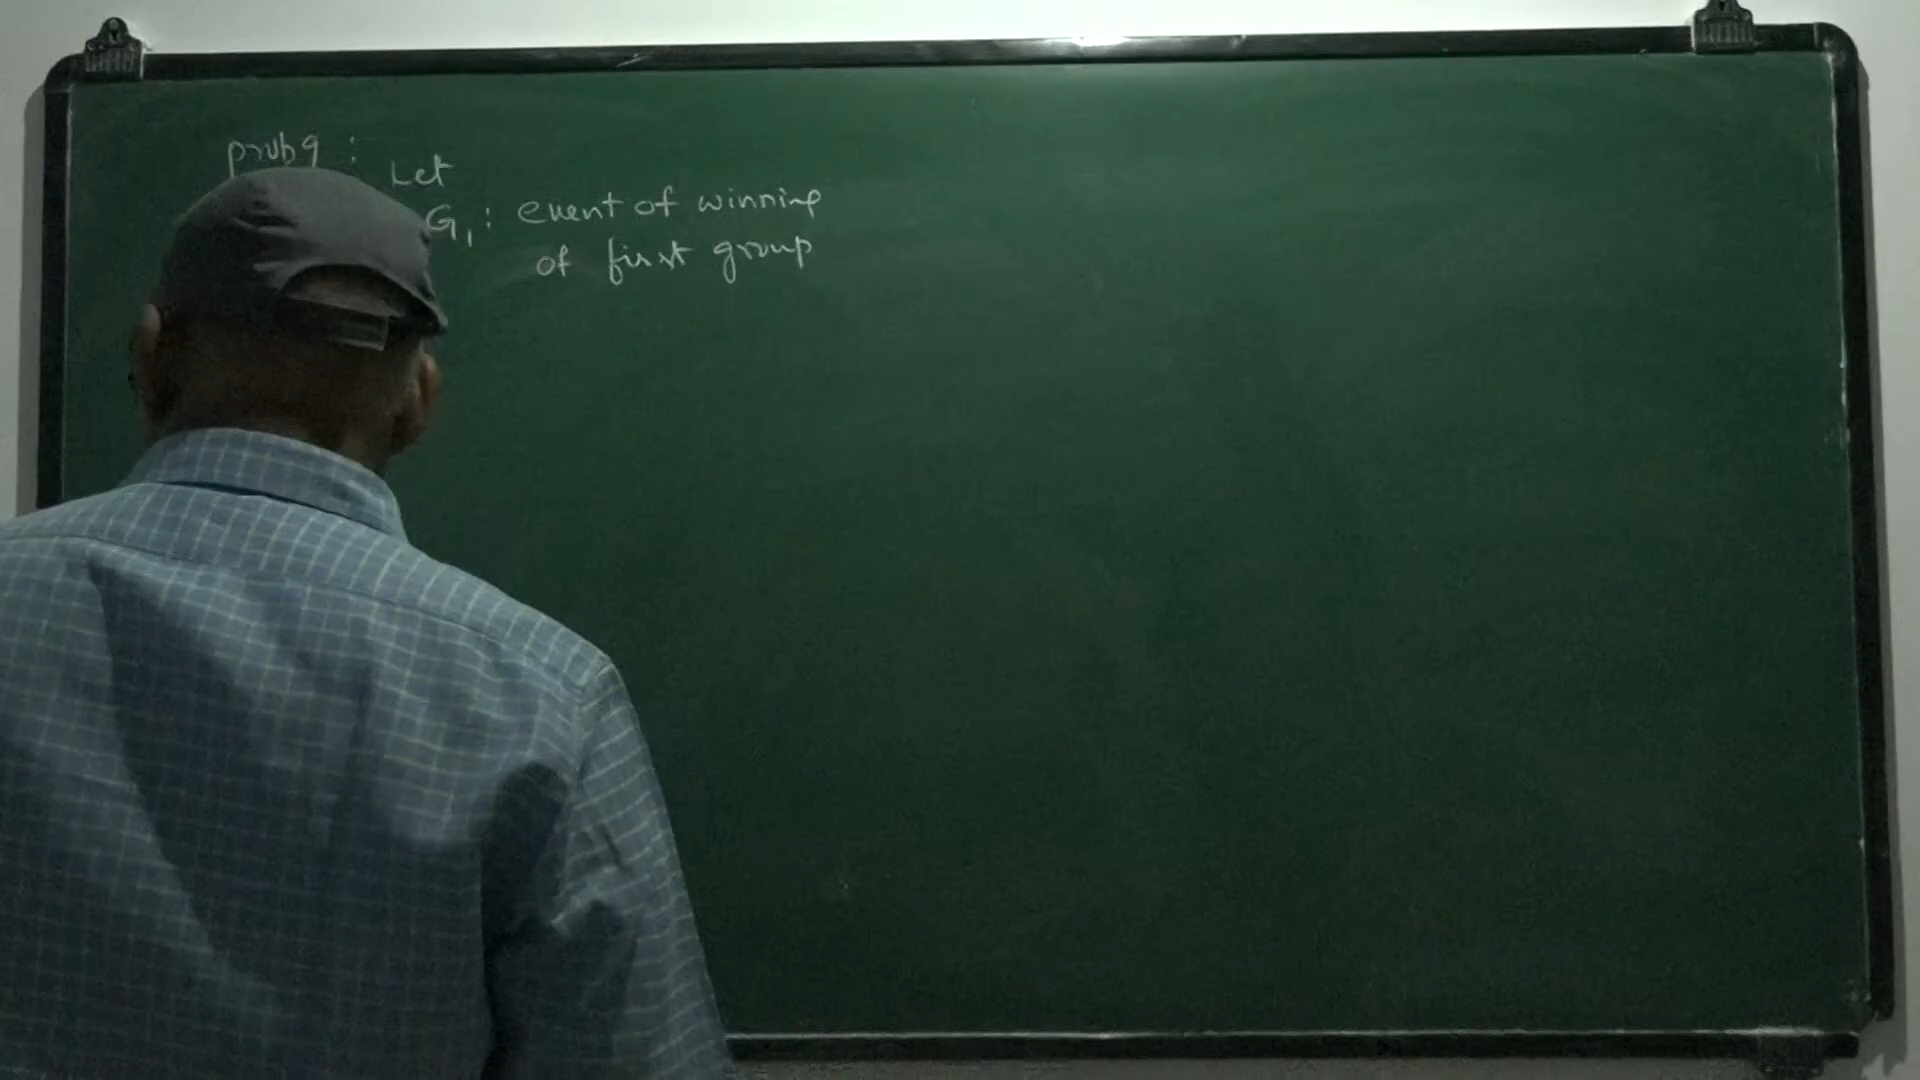 prob 9 :
Let
G₁ : event of winning
of first group